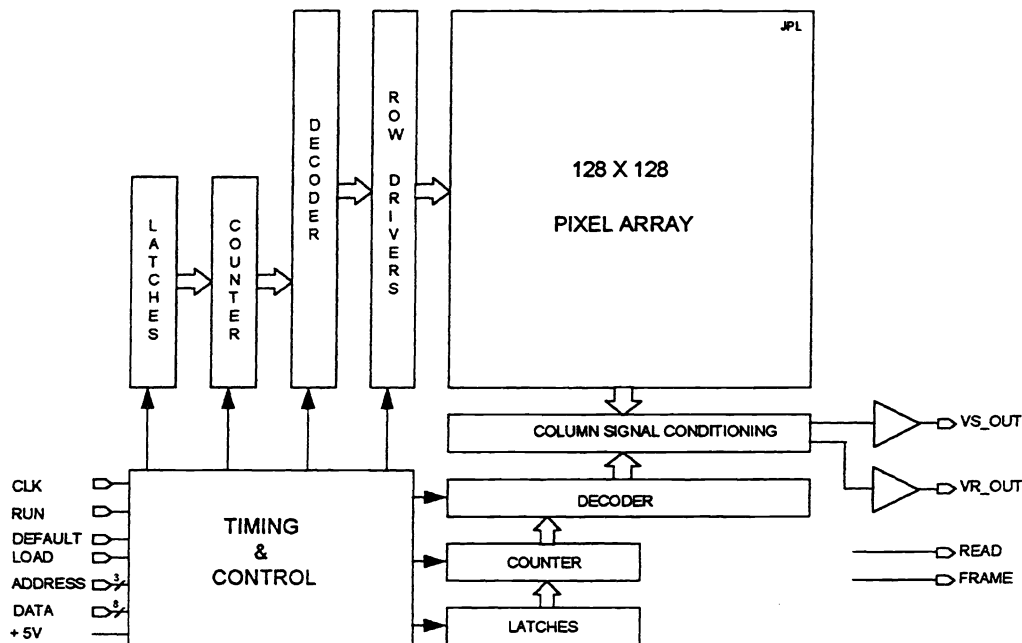 JPL
128 X 128
PIXEL ARRAY
LATCHES
COUNTER
DECODER
ROW DRIVERS
COLUMN SIGNAL CONDITIONING
VS_OUT
VR_OUT
DECODER
COUNTER
LATCHES
TIMING
&
CONTROL
CLK
RUN
DEFAULT
LOAD
ADDRESS 3
DATA 8
+ 5V
READ
FRAME